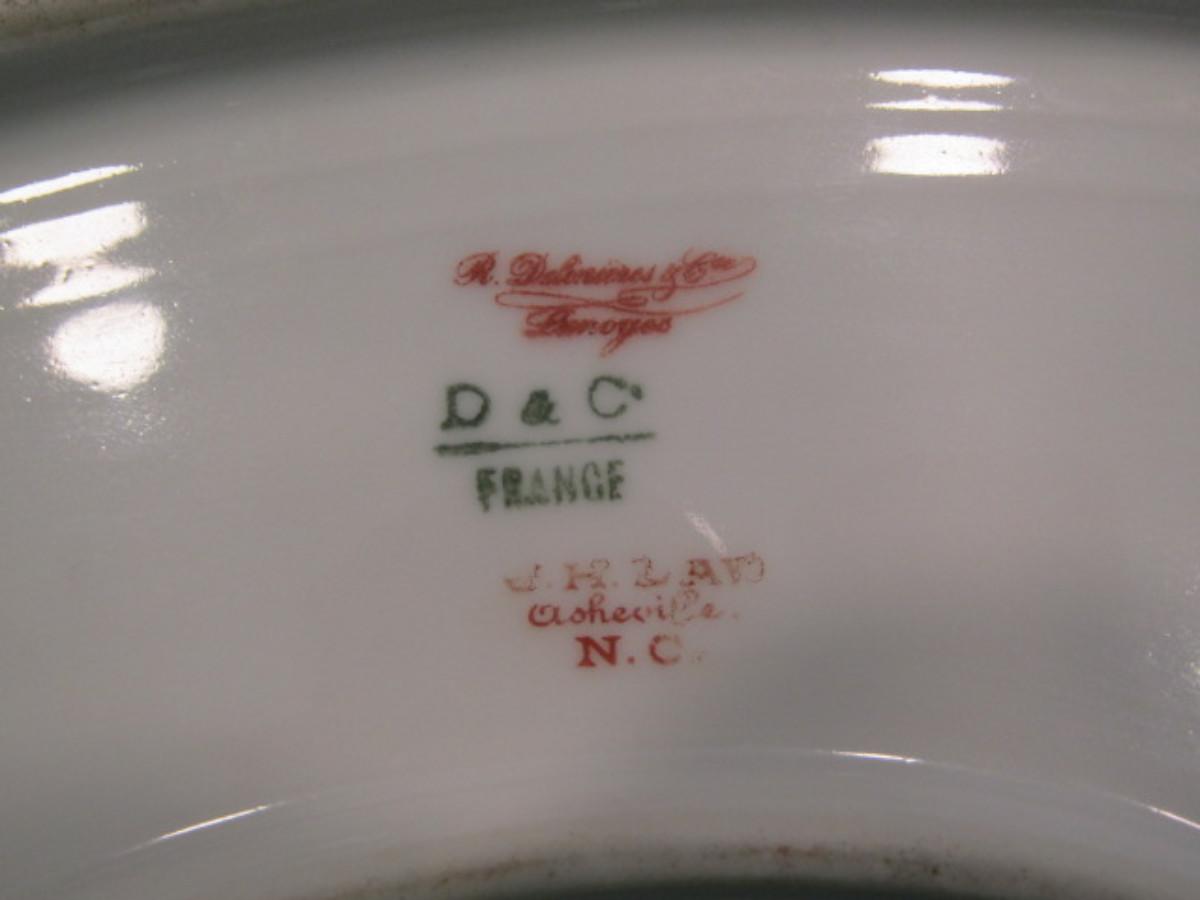 R. Delinières & Cie
Limoges
D & Co
FRANCE
J. H. LAW
Asheville.
N. C.